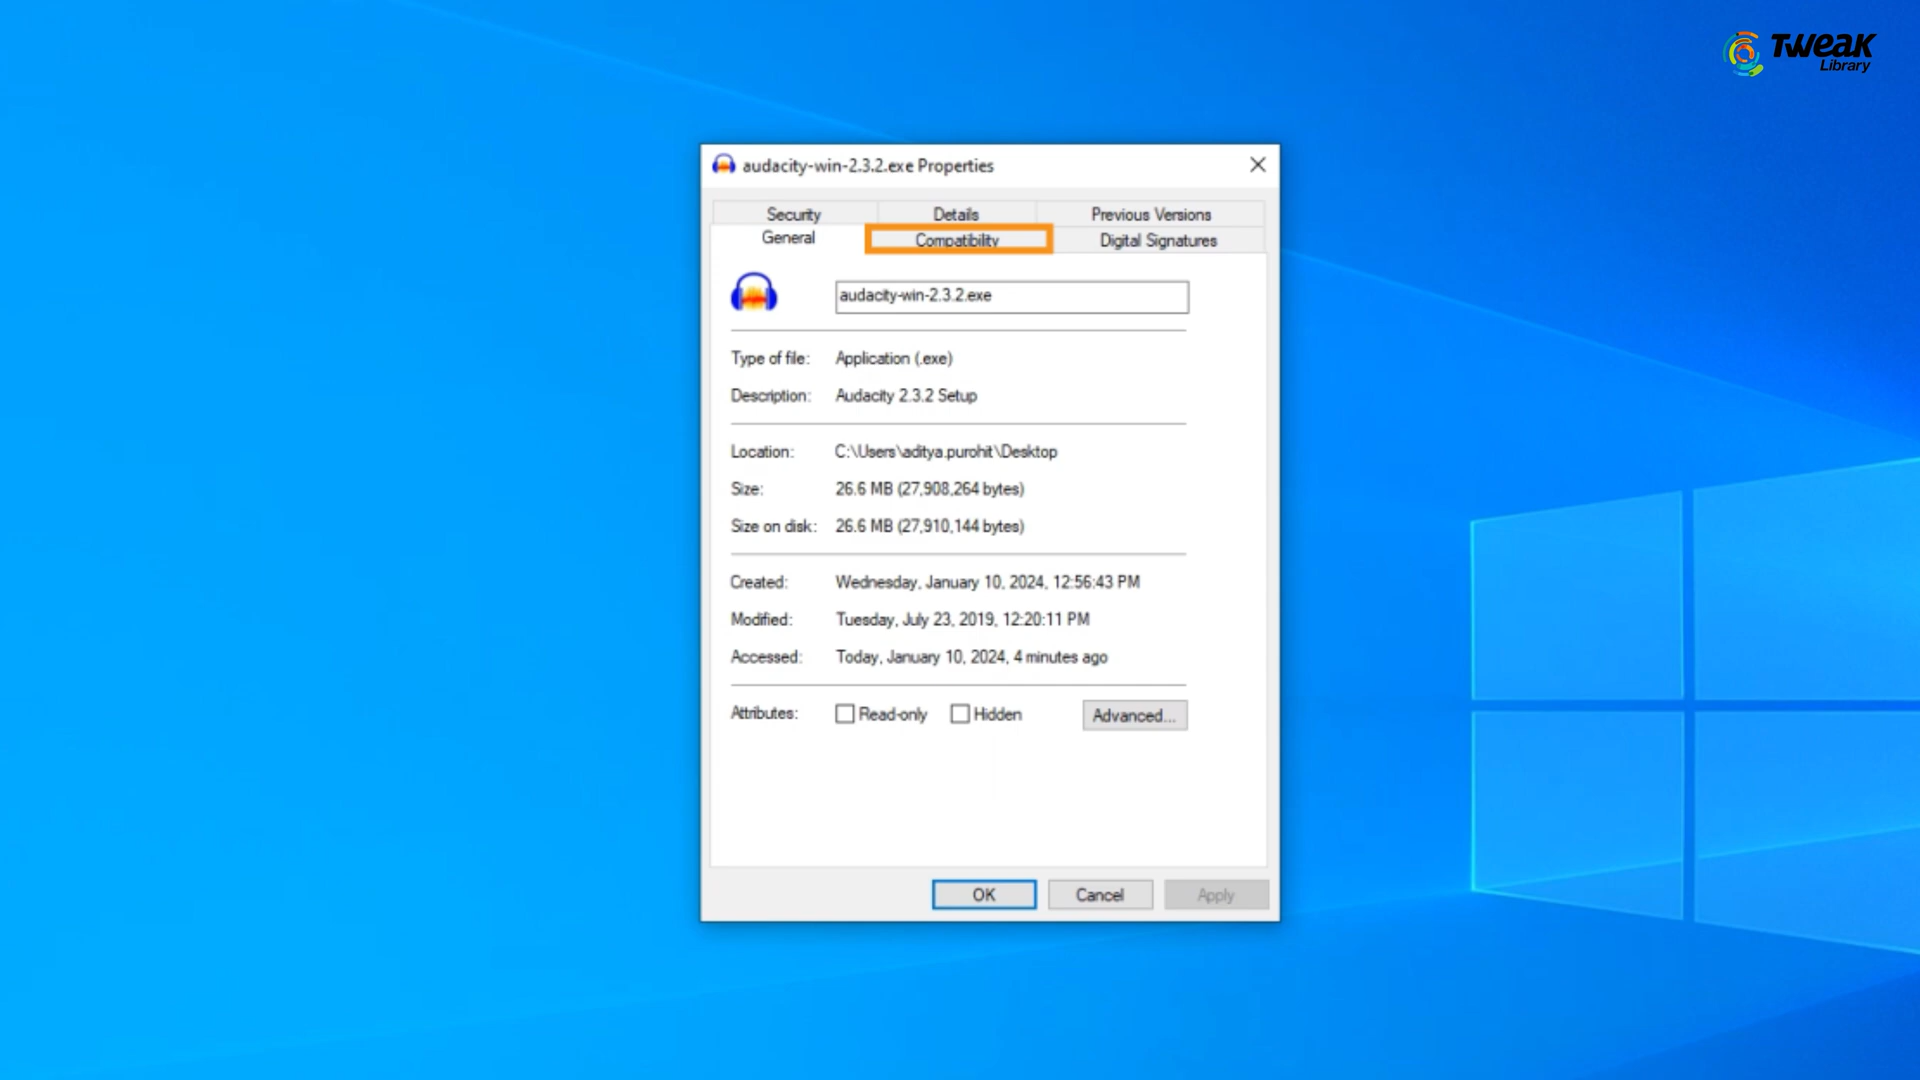 TWEAK
Library
audacity-win-2.3.2.exe Properties
Security Details Previous Versions
General Compatibility Digital Signatures
audacity-win-2.3.2.exe
Type of file: Application (.exe)
Description: Audacity 2.3.2 Setup
Location: C:\Users\aditya.purohit\Desktop
Size: 26.6 MB (27,908,264 bytes)
Size on disk: 26.6 MB (27,910,144 bytes)
Created: Wednesday, January 10, 2024, 12:56:43 PM
Modified: Tuesday, July 23, 2019, 12:20:11 PM
Accessed: Today, January 10, 2024, 4 minutes ago
Attributes: Read-only Hidden Advanced...
OK Cancel Apply